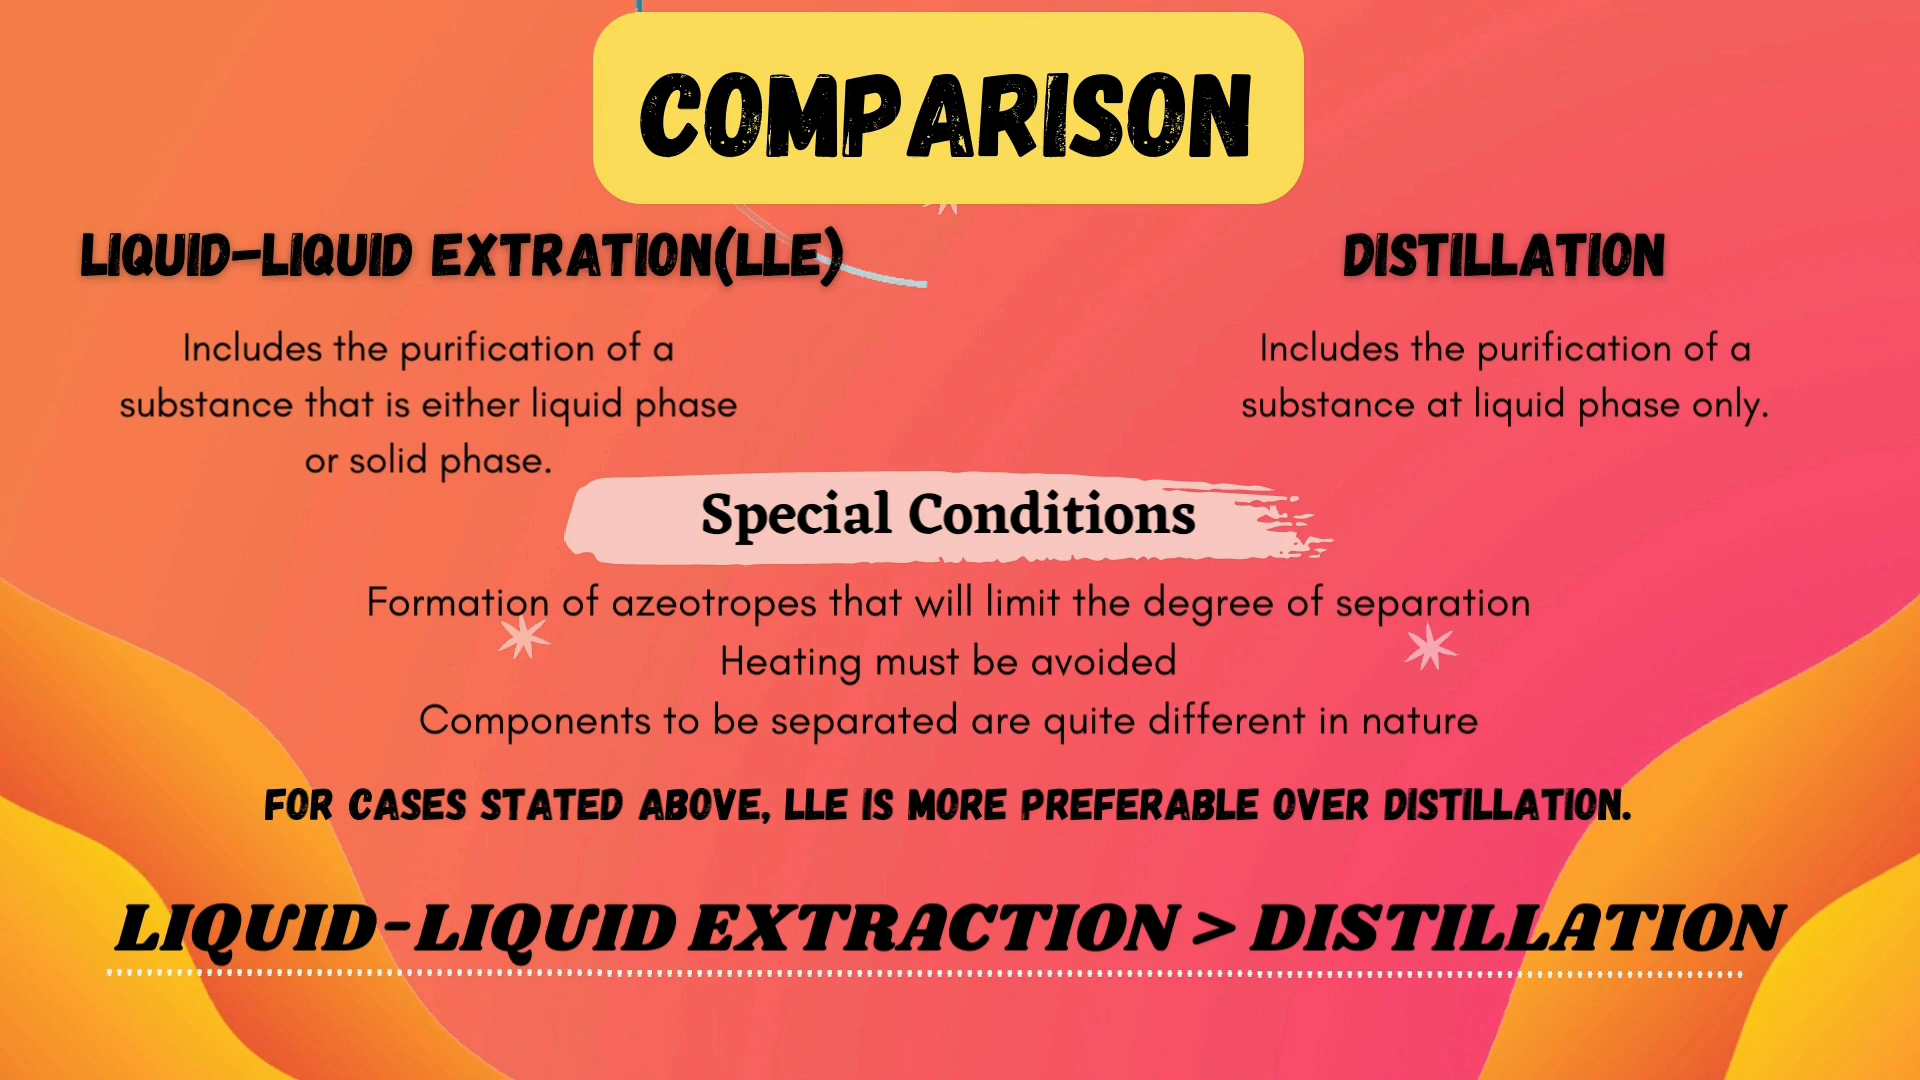 COMPARISON
LIQUID-LIQUID EXTRATION(LLE)
Includes the purification of a
substance that is either liquid phase
or solid phase.
DISTILLATION
Includes the purification of a
substance at liquid phase only.
Special Conditions
Formation of azeotropes that will limit the degree of separation
Heating must be avoided
Components to be separated are quite different in nature
FOR CASES STATED ABOVE, LLE IS MORE PREFERABLE OVER DISTILLATION.
LIQUID-LIQUID EXTRACTION > DISTILLATION